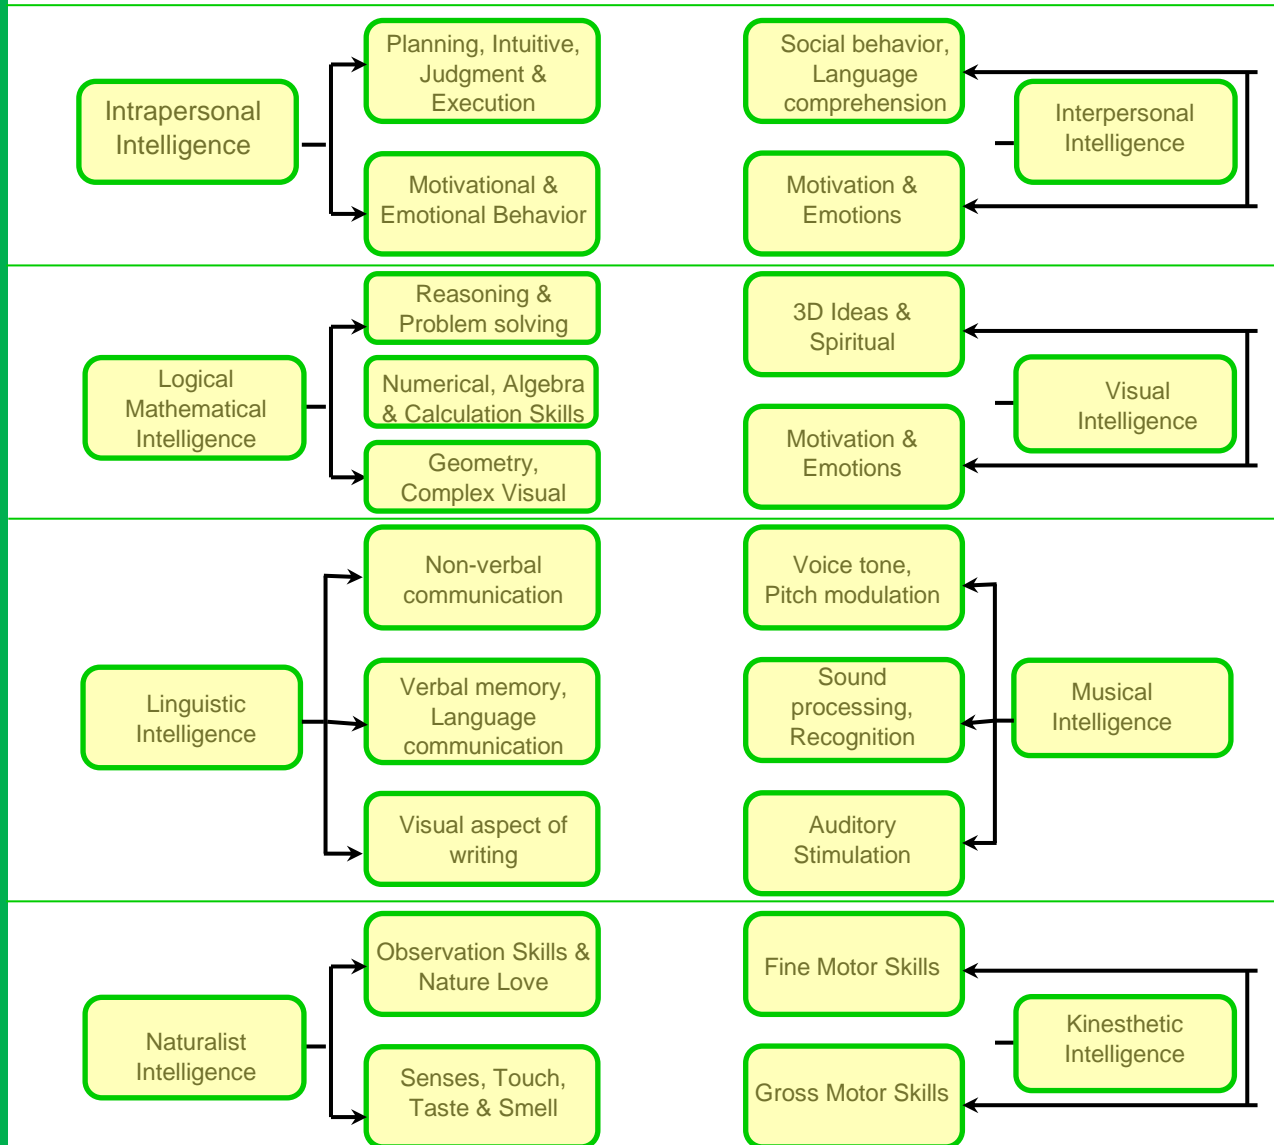 Intrapersonal
Intelligence
Planning, Intuitive,
Judgment &
Execution
Motivational &
Emotional Behavior
Social behavior,
Language
comprehension
Motivation &
Emotions
Interpersonal
Intelligence
Logical
Mathematical
Intelligence
Reasoning &
Problem solving
Numerical, Algebra
& Calculation Skills
Geometry,
Complex Visual
3D Ideas &
Spiritual
Motivation &
Emotions
Visual
Intelligence
Linguistic
Intelligence
Non-verbal
communication
Verbal memory,
Language
communication
Visual aspect of
writing
Voice tone,
Pitch modulation
Sound
processing,
Recognition
Auditory
Stimulation
Musical
Intelligence
Naturalist
Intelligence
Observation Skills &
Nature Love
Senses, Touch,
Taste & Smell
Fine Motor Skills
Gross Motor Skills
Kinesthetic
Intelligence